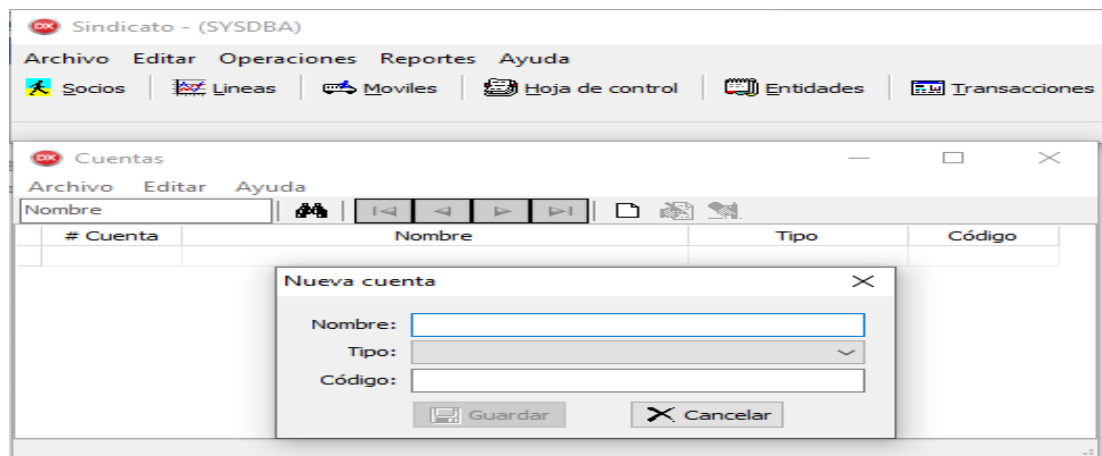 Sindicato - (SYSDBA)
Archivo Editar Operaciones Reportes Ayuda
Socios Lineas Moviles Hoja de control Entidades Transacciones
Cuentas
Archivo Editar Ayuda
Nombre
# Cuenta Nombre Tipo Código
Nueva cuenta
Nombre:
Tipo:
Código:
Guardar Cancelar